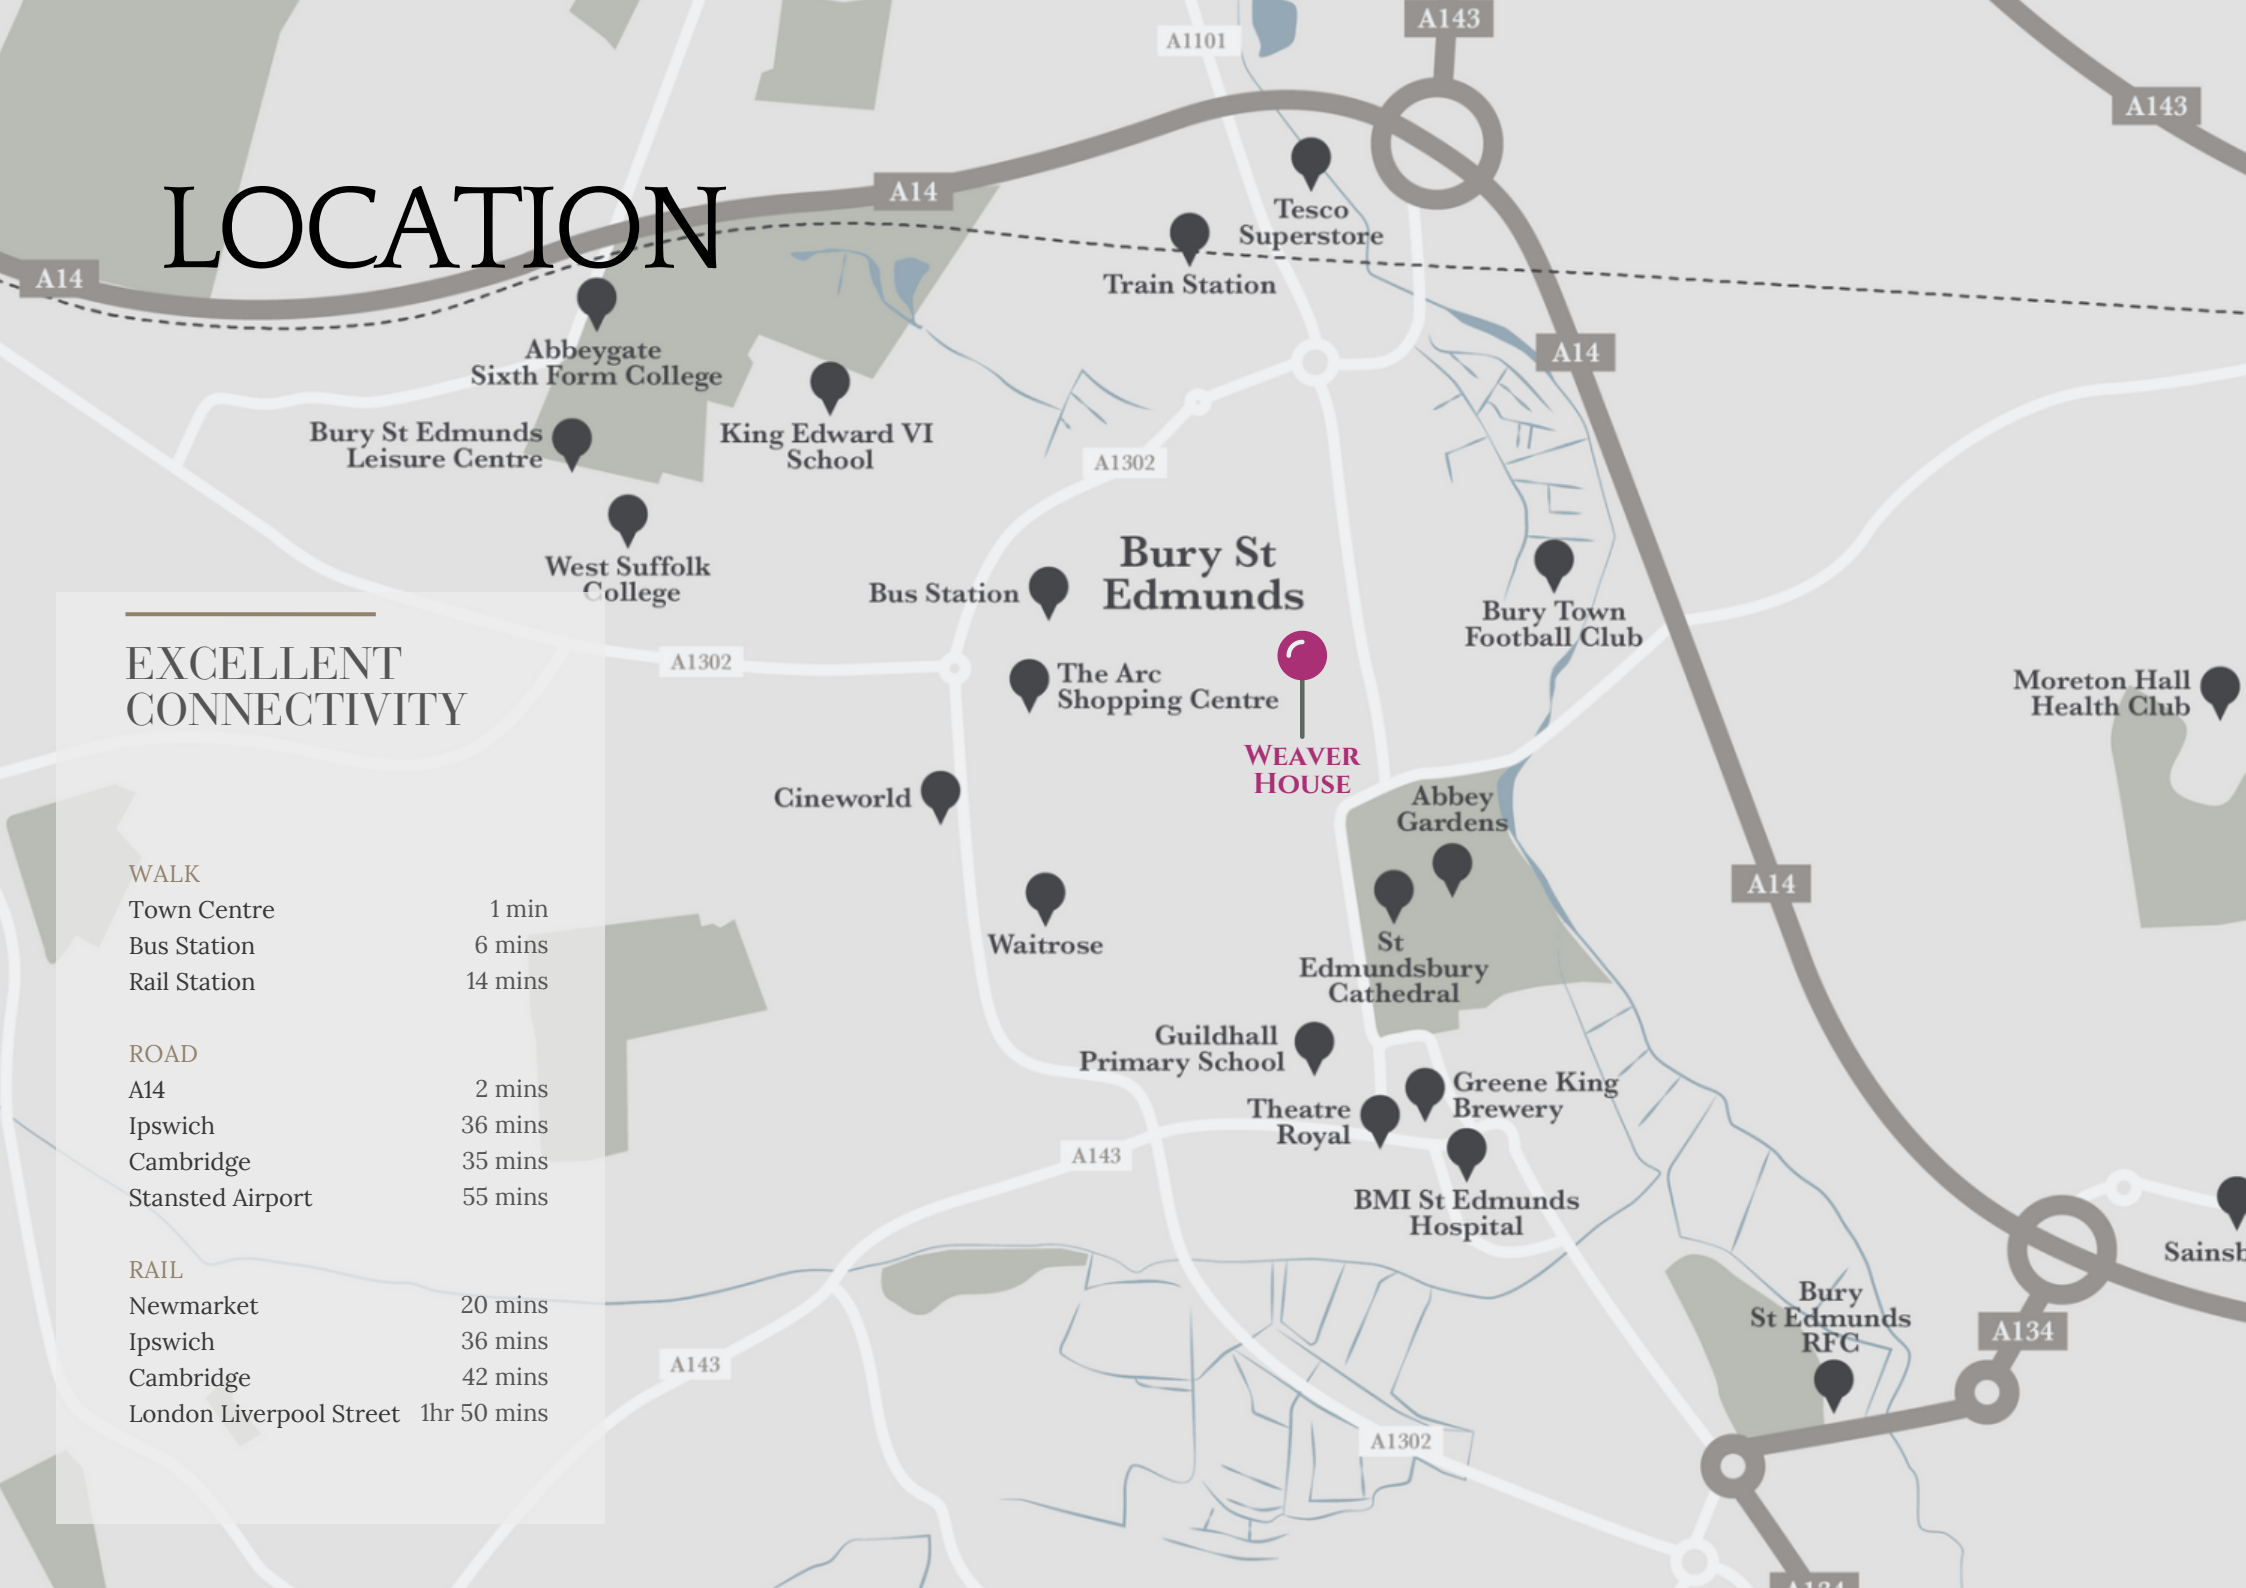 A143
A1101
A143
A14
LOCATION
Tesco
Superstore
Train Station
A14
A14
Abbeygate
Sixth Form College
Bury St Edmunds
Leisure Centre
King Edward VI
School
A1302
West Suffolk
College
Bus Station
Bury St
Edmunds
Bury Town
Football Club
A1302
The Arc
Shopping Centre
Moreton Hall
Health Club
WEAVER
HOUSE
Cineworld
Abbey
Gardens
A14
Waitrose
St
Edmundsbury
Cathedral
Guildhall
Primary School
Greene King
Brewery
Theatre
Royal
A143
BMI St Edmunds
Hospital
Sainsb
Bury
St Edmunds
RFC
A134
A143
A1302
A134
EXCELLENT
CONNECTIVITY
WALK
Town Centre 1 min
Bus Station 6 mins
Rail Station 14 mins
ROAD
A14 2 mins
Ipswich 36 mins
Cambridge 35 mins
Stansted Airport 55 mins
RAIL
Newmarket 20 mins
Ipswich 36 mins
Cambridge 42 mins
London Liverpool Street 1hr 50 mins